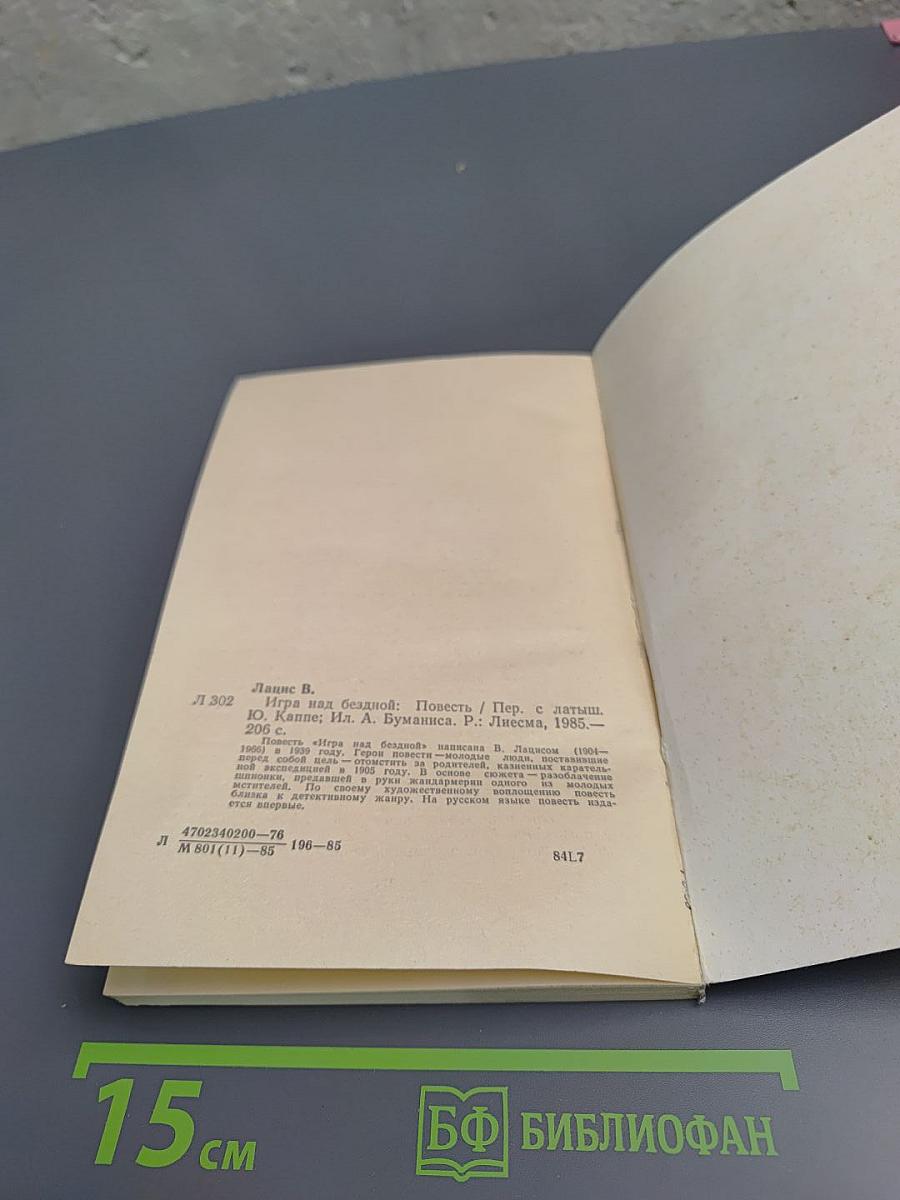 Лацис В.
Л 302 Игра над бездной: Повесть / Пер. с латыш.
Ю. Каппе; Ил. А. Буманиса. Р.: Лиесма, 1985.—
206 с.
Повесть «Игра над бездной» написана В. Лацисом (1904—
1966) в 1939 году. Герои повести — молодые люди, поставившие
перед собой цель — отомстить за родителей, казненных каратель-
ной экспедицией в 1905 году. В основе сюжета — разоблачение
шпионки, предавшей в руки жандармерии одного из молодых
мстителей. По своему художественному воплощению повесть
близка к детективному жанру. На русском языке повесть изда-
ется впервые.
4702340200—76
Л 196—85
М 801(11)—85
84L7
15 см
БФ БИБЛИОФАН